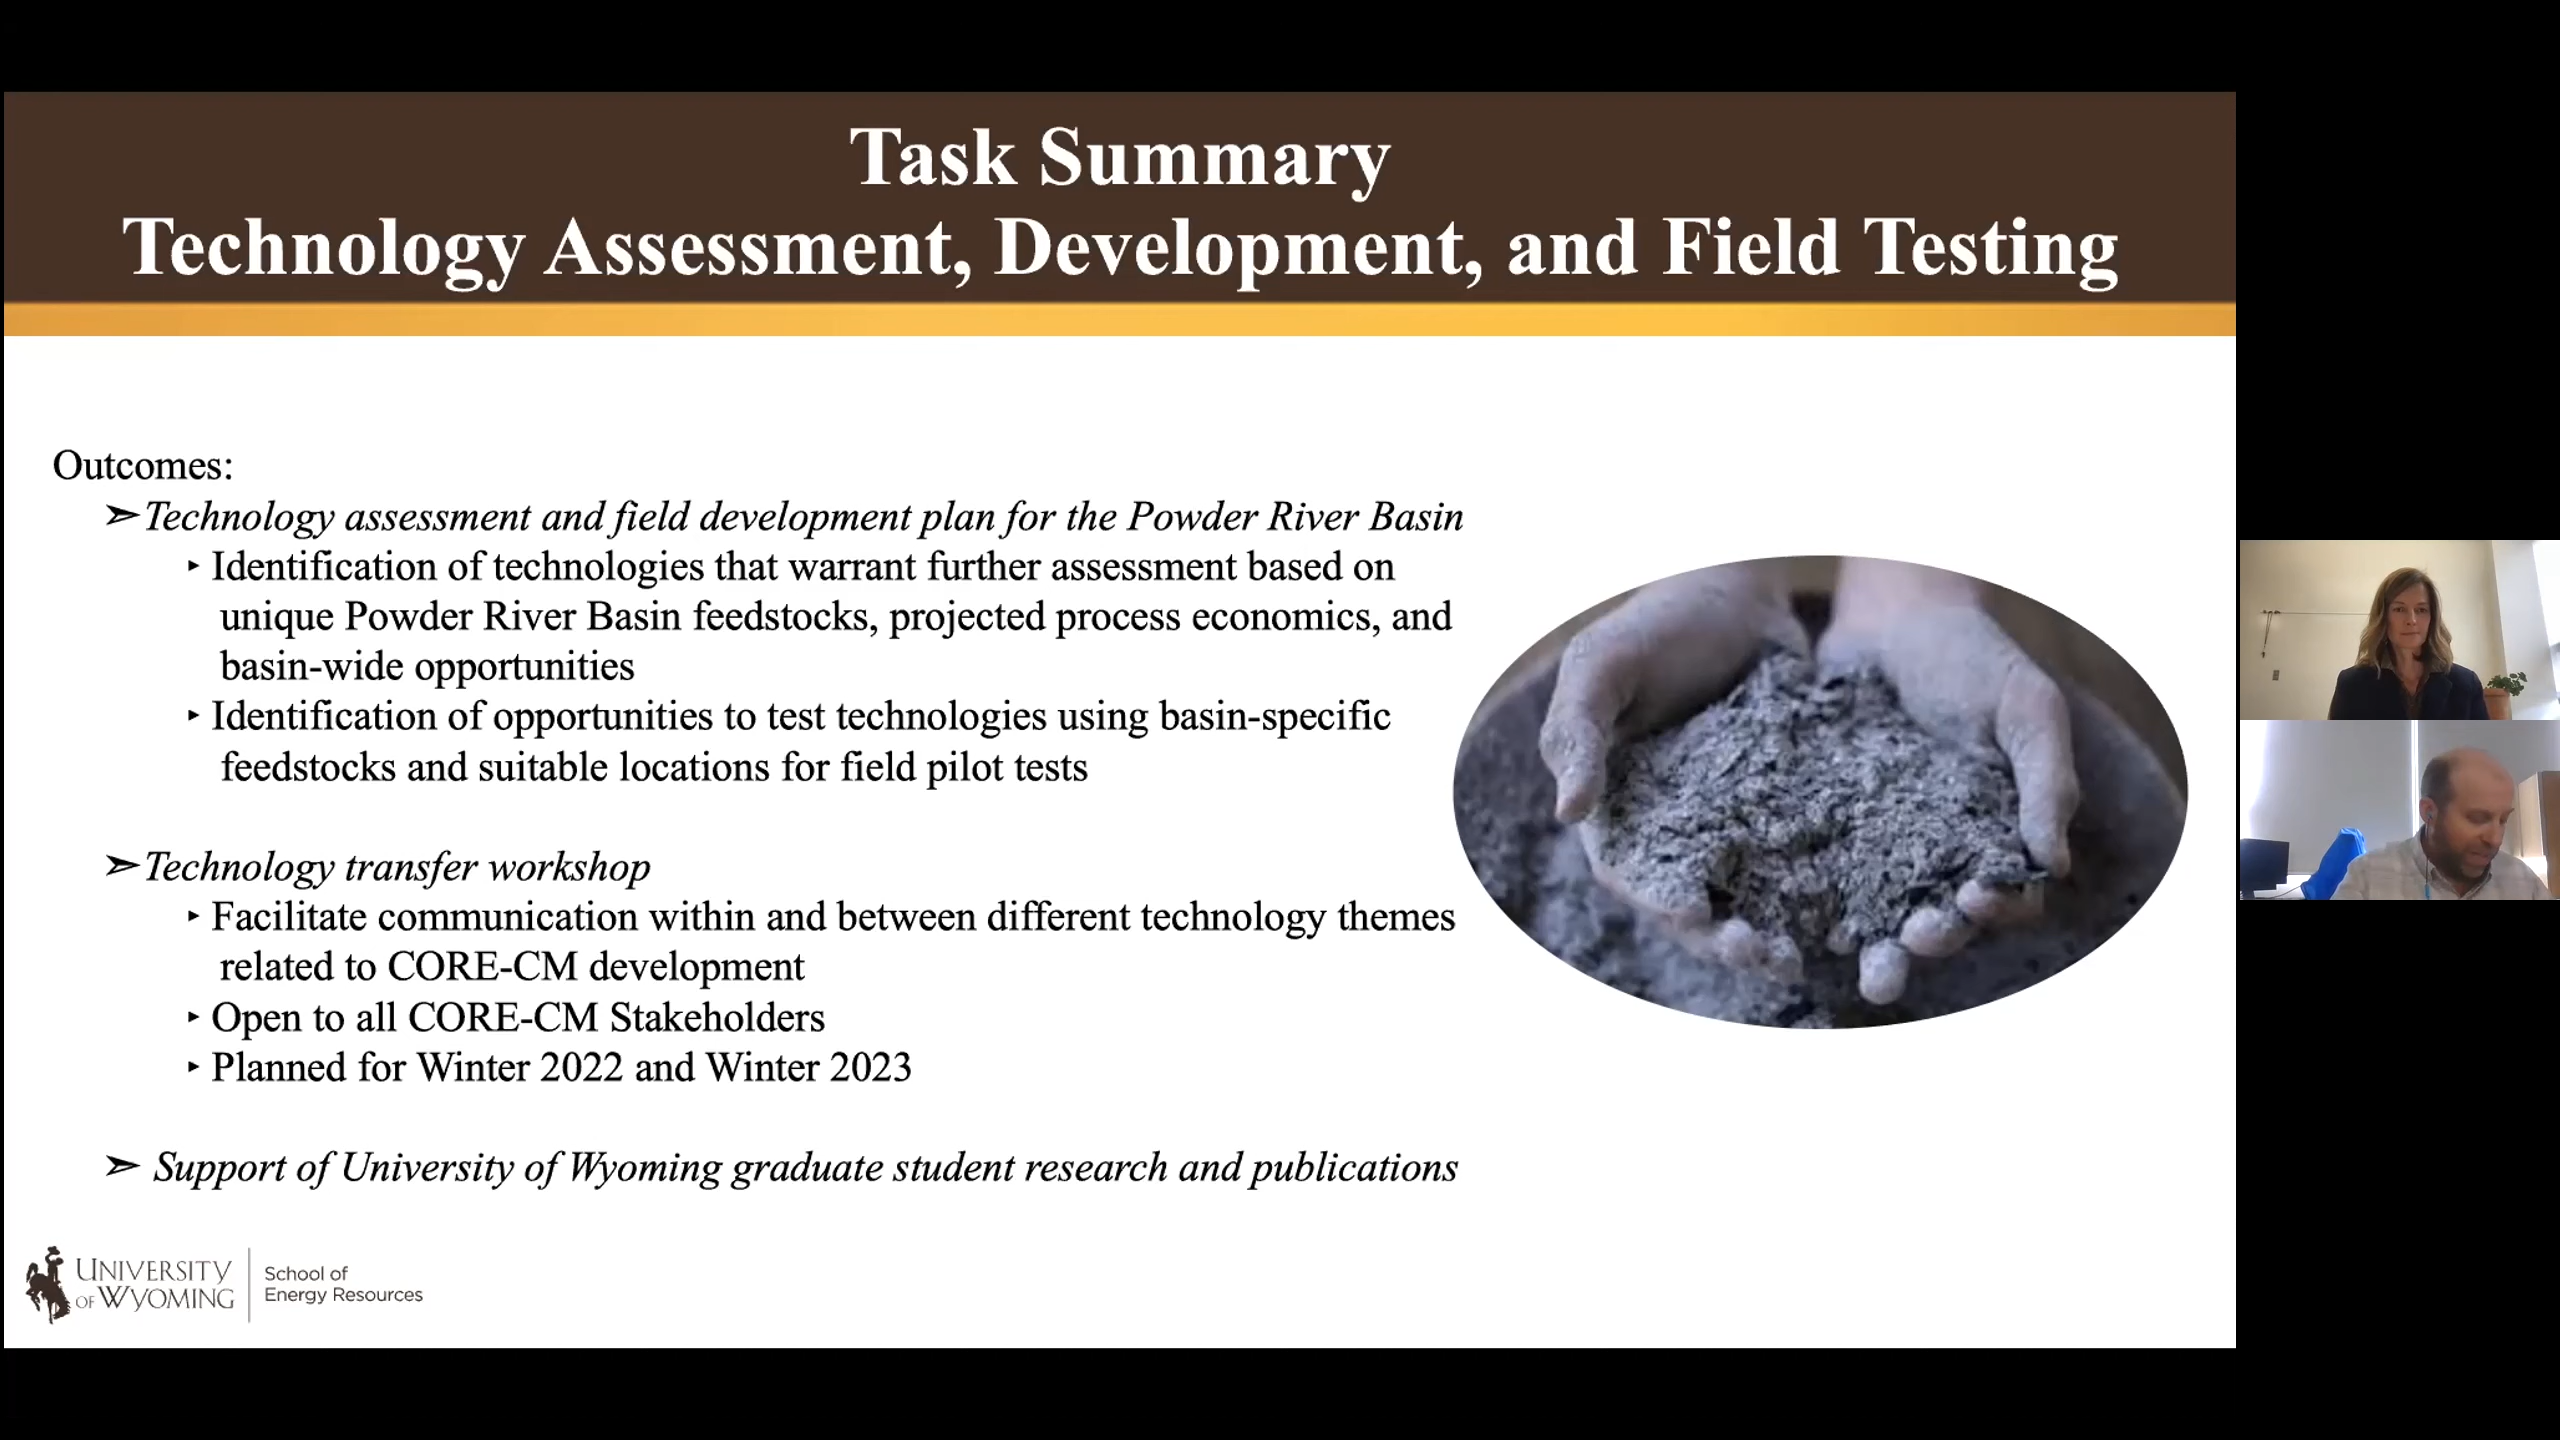 Task Summary
Technology Assessment, Development, and Field Testing
Outcomes:
➢Technology assessment and field development plan for the Powder River Basin
‣ Identification of technologies that warrant further assessment based on
unique Powder River Basin feedstocks, projected process economics, and
basin-wide opportunities
‣ Identification of opportunities to test technologies using basin-specific
feedstocks and suitable locations for field pilot tests
➢Technology transfer workshop
‣ Facilitate communication within and between different technology themes
related to CORE-CM development
‣ Open to all CORE-CM Stakeholders
‣ Planned for Winter 2022 and Winter 2023
➢ Support of University of Wyoming graduate student research and publications
UNIVERSITY
OF WYOMING
School of
Energy Resources